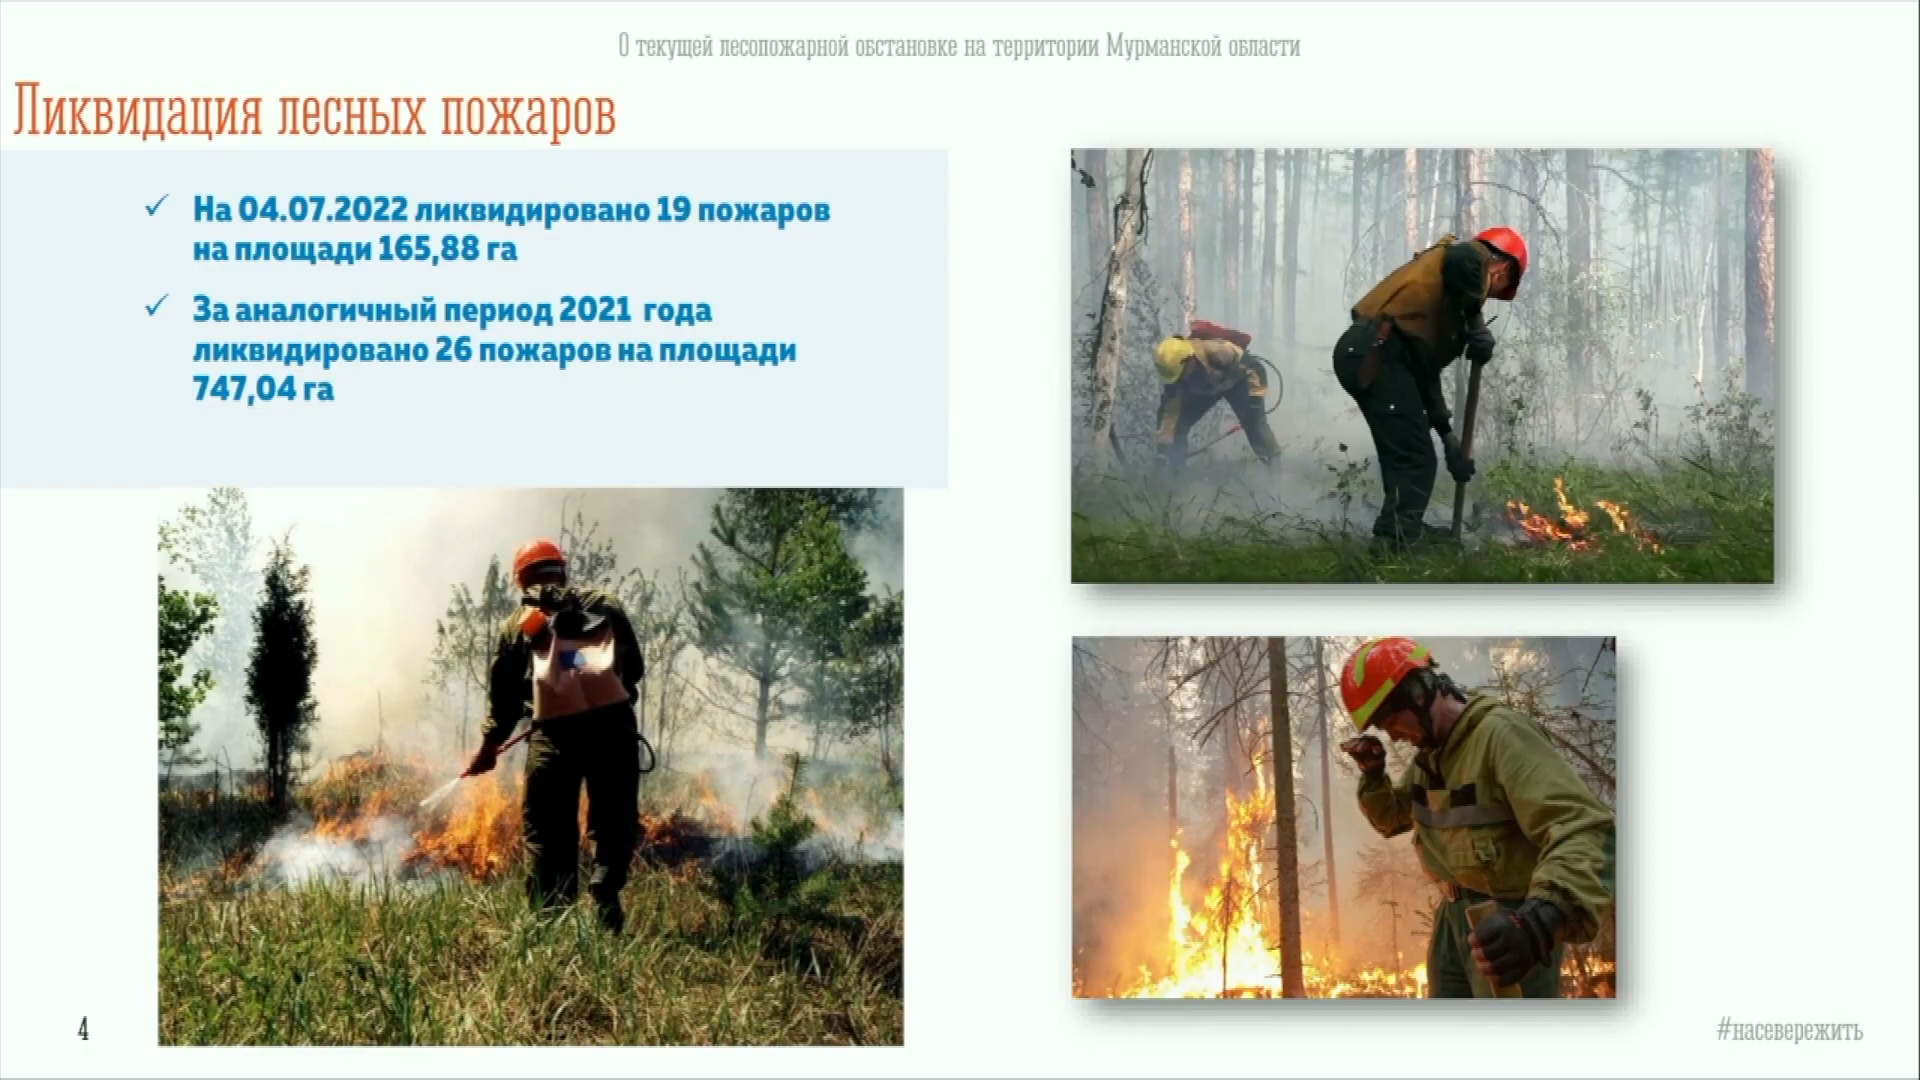 О текущей лесопожарной обстановке на территории Мурманской области
Ликвидация лесных пожаров
✓ На 04.07.2022 ликвидировано 19 пожаров
на площади 165,88 га
✓ За аналогичный период 2021 года
ликвидировано 26 пожаров на площади
747,04 га
4
#насевережить